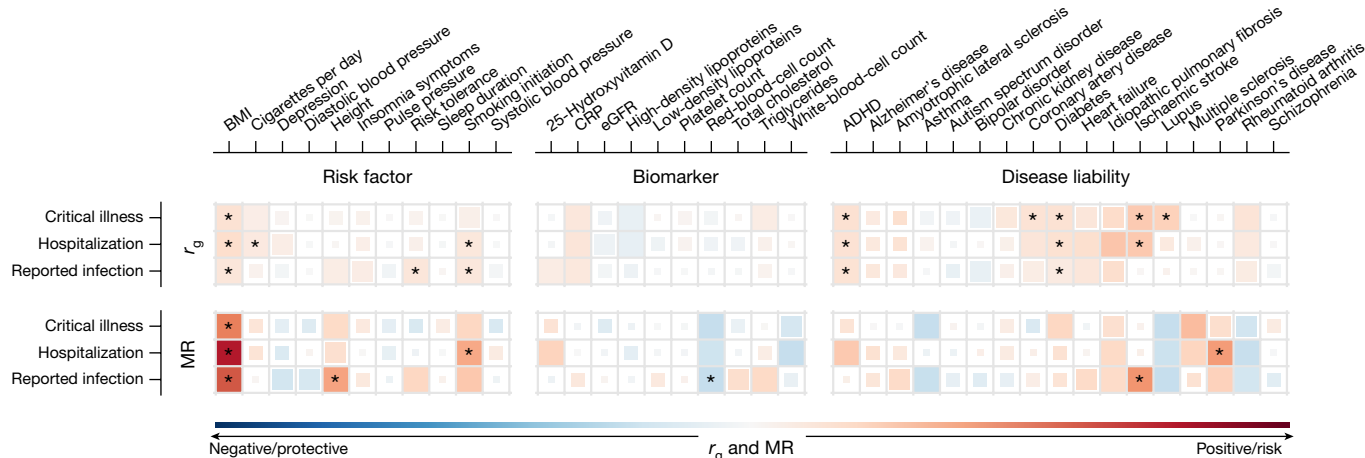 BMI
Cigarettes per day
Depression
Diastolic blood pressure
Height
Insomnia symptoms
Pulse pressure
Risk tolerance
Sleep duration
Smoking initiation
Systolic blood pressure
25-Hydroxyvitamin D
CRP
eGFR
High-density lipoproteins
Low-density lipoproteins
Platelet count
Red-blood-cell count
Total cholesterol
Triglycerides
White-blood-cell count
ADHD
Alzheimer's disease
Amyotrophic lateral sclerosis
Asthma
Autism spectrum disorder
Bipolar disorder
Chronic kidney disease
Coronary artery disease
Diabetes
Heart failure
Idiopathic pulmonary fibrosis
Ischaemic stroke
Lupus
Multiple sclerosis
Parkinson's disease
Rheumatoid arthritis
Schizophrenia
Risk factor
Biomarker
Disease liability
rg
Critical illness
* * * * * *
Hospitalization
* * * * * *
Reported infection
* * * * *
MR
Critical illness
*
Hospitalization
* * *
Reported infection
* * * *
Negative/protective
rg and MR
Positive/risk